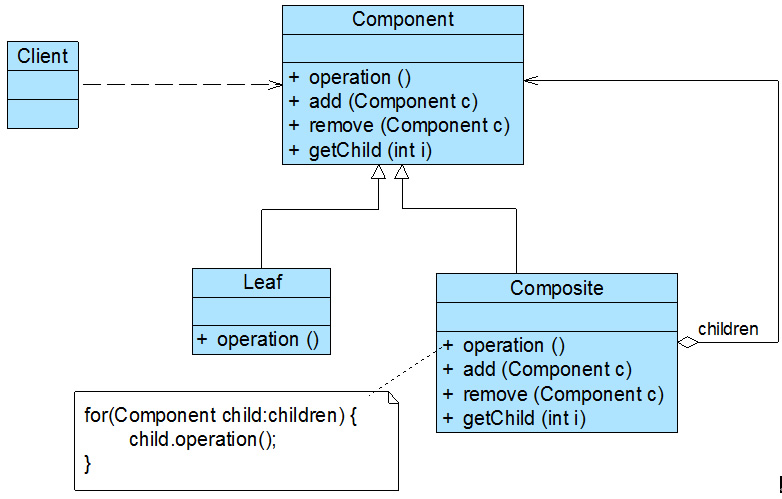 Component
Client
+ operation ()
+ add (Component c)
+ remove (Component c)
+ getChild (int i)
Leaf
+ operation ()
Composite
+ operation ()
+ add (Component c)
+ remove (Component c)
+ getChild (int i)
children
for(Component child:children) {
child.operation();
}